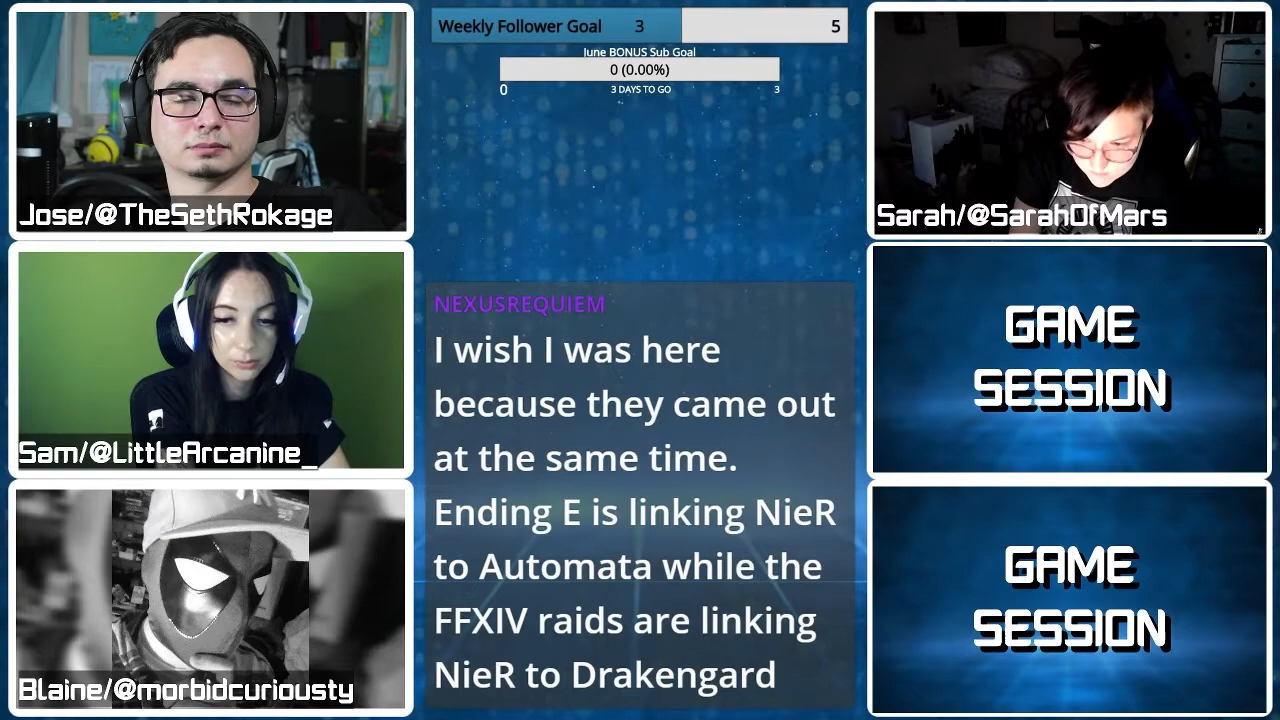 Weekly Follower Goal 3 5
June BONUS Sub Goal
0 (0.00%)
0 3 DAYS TO GO 3
Jose/@TheSethRokage
Sarah/@SarahOfMars
Sam/@LittleArcanine_
Blaine/@morbidcuriousty
NEXUSREQUIEM
I wish I was here
because they came out
at the same time.
Ending E is linking NieR
to Automata while the
FFXIV raids are linking
NieR to Drakengard
GAME
SESSION
GAME
SESSION